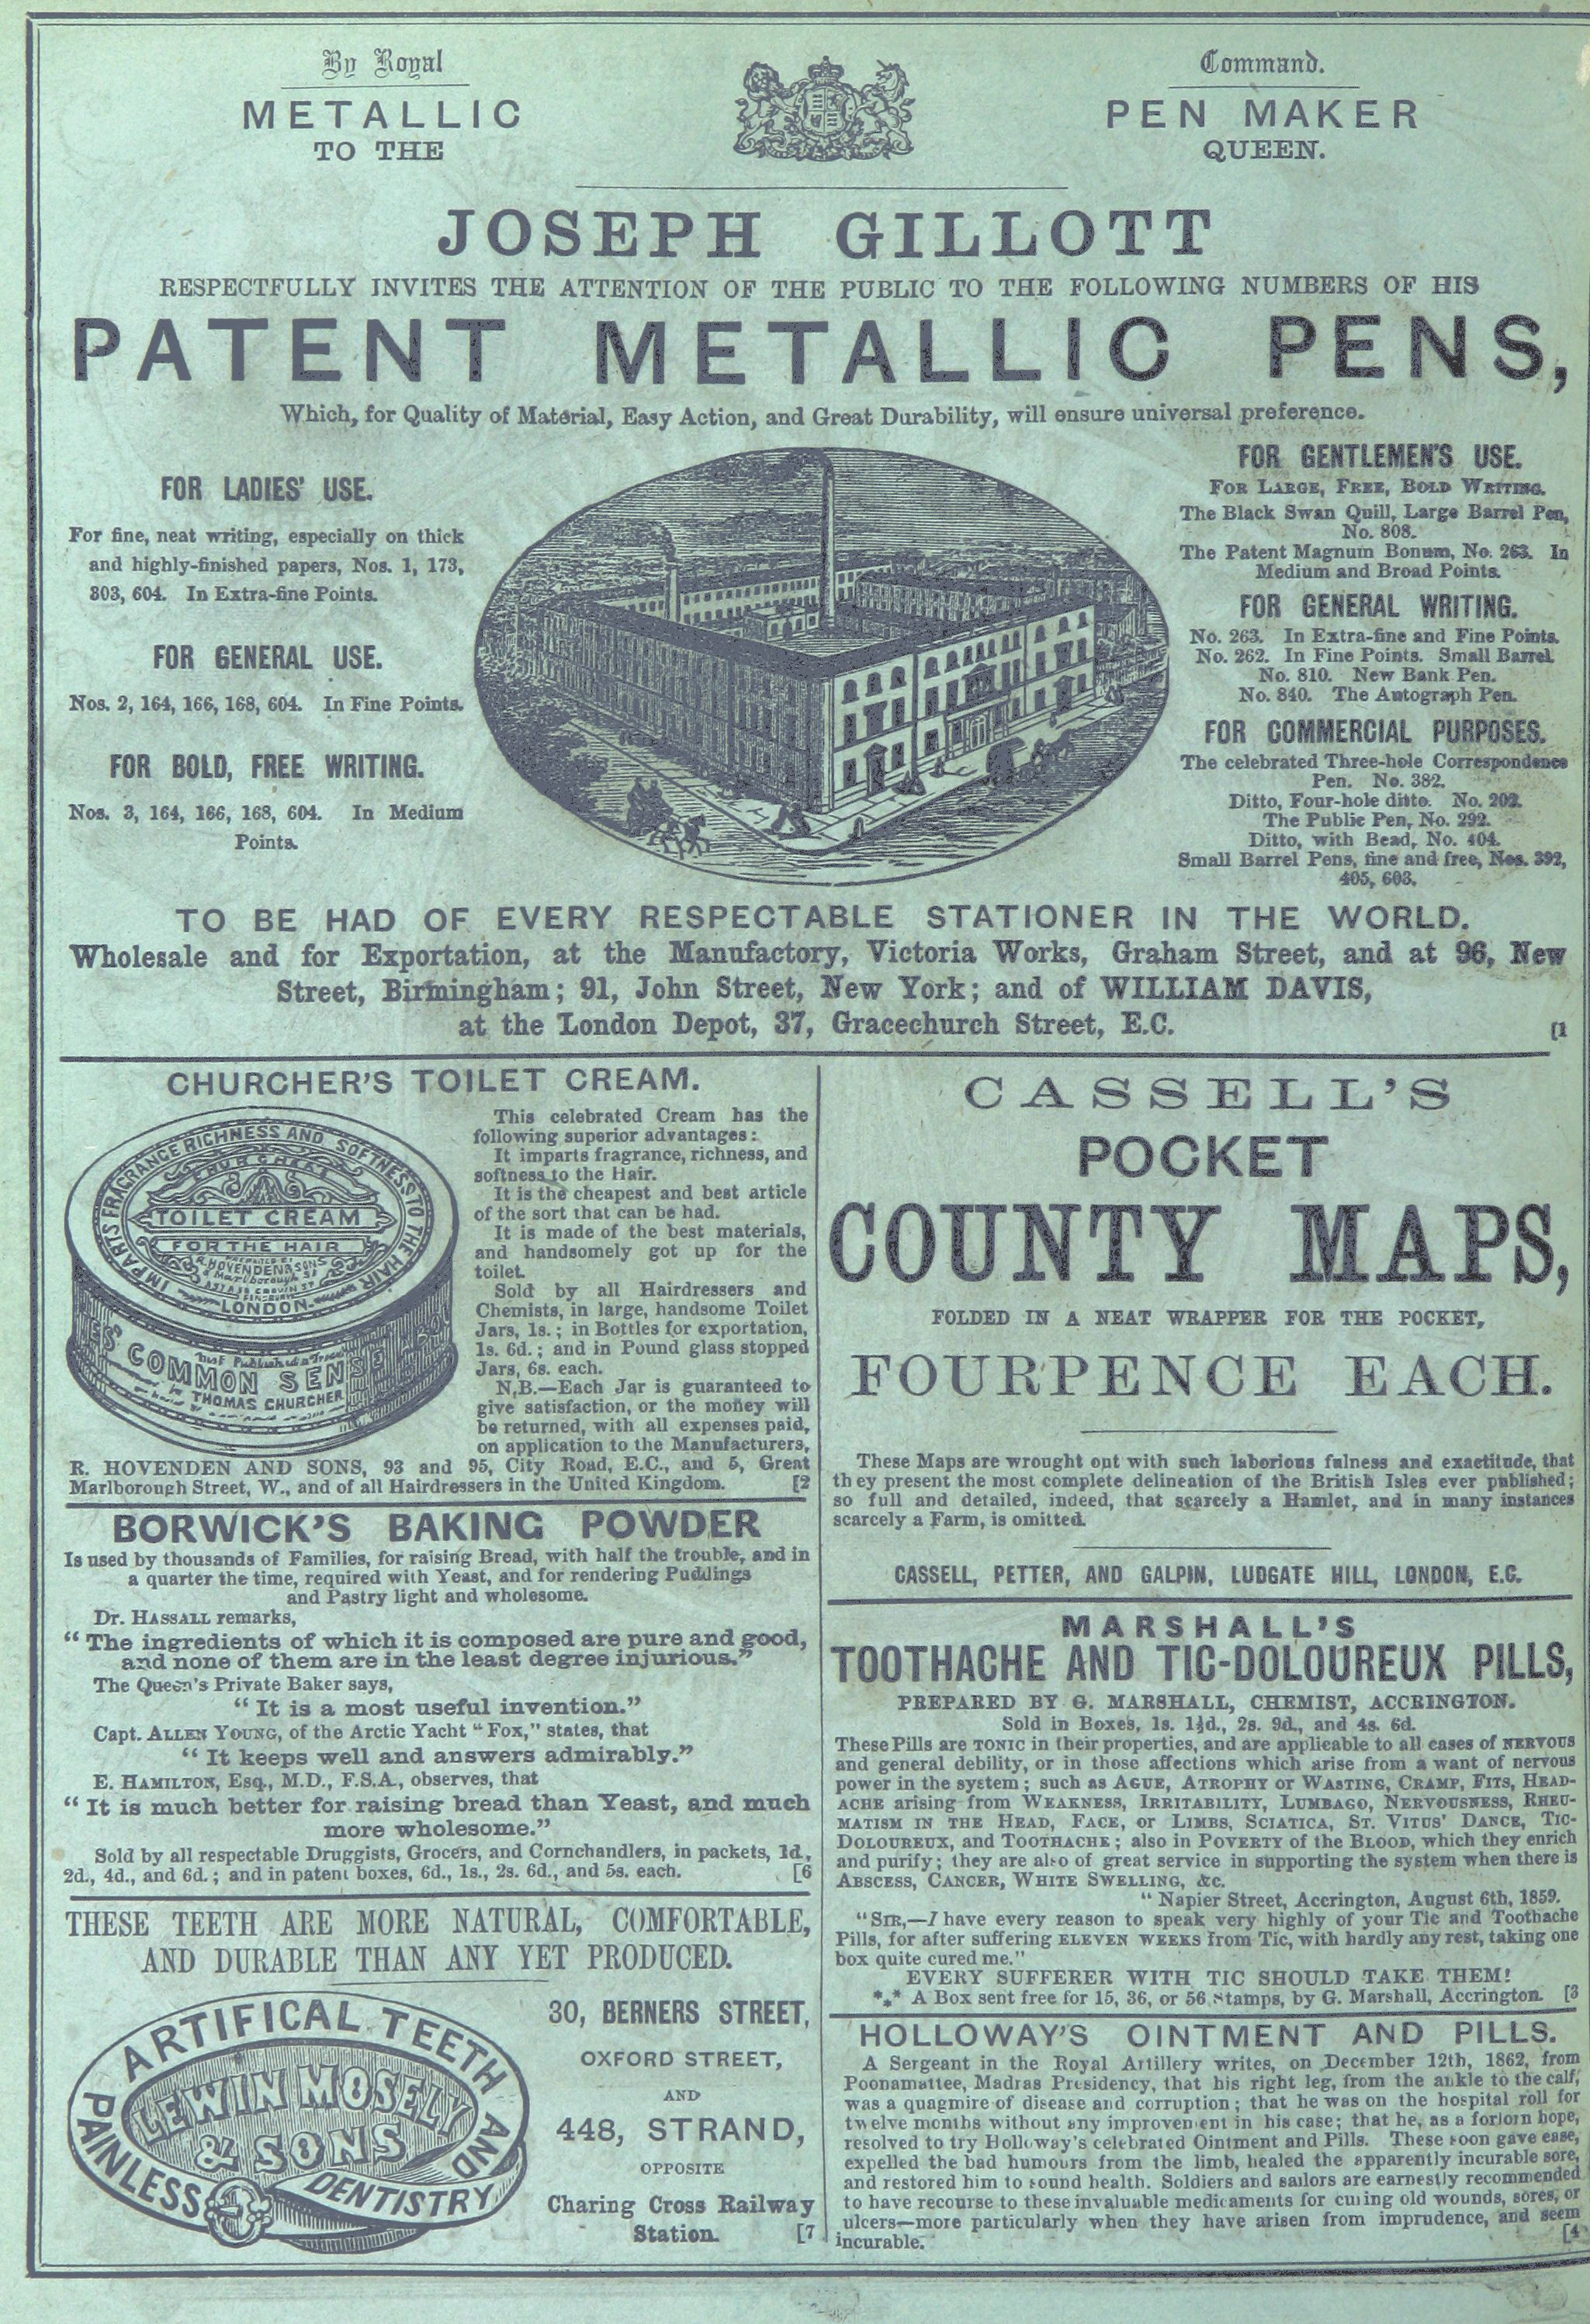 By Royal
Command.
METALLIC
PEN MAKER
TO THE
QUEEN.
JOSEPH GILLOTT
RESPECTFULLY INVITES THE ATTENTION OF THE PUBLIC TO THE FOLLOWING NUMBERS OF HIS
PATENT METALLIC PENS,
Which, for Quality of Material, Easy Action, and Great Durability, will ensure universal preference.
FOR LADIES' USE.
For fine, neat writing, especially on thick
and highly-finished papers, Nos. 1, 173,
303, 604. In Extra-fine Points.
FOR GENERAL USE.
Nos. 2, 164, 166, 168, 604. In Fine Points.
FOR BOLD, FREE WRITING.
Nos. 3, 164, 166, 168, 604. In Medium
Points.
FOR GENTLEMEN'S USE.
FOR LARGE, FREE, BOLD WRITING.
The Black Swan Quill, Large Barrel Pen,
No. 808.
The Patent Magnum Bonum, No. 263. In
Medium and Broad Points.
FOR GENERAL WRITING.
No. 263. In Extra-fine and Fine Points.
No. 262. In Fine Points. Small Barrel.
No. 810. New Bank Pen.
No. 840. The Autograph Pen.
FOR COMMERCIAL PURPOSES.
The celebrated Three-hole Correspondence
Pen. No. 382.
Ditto, Four-hole ditto. No. 202.
The Public Pen, No. 292.
Ditto, with Bead, No. 404.
Small Barrel Pens, fine and free, Nos. 392,
405, 603.
TO BE HAD OF EVERY RESPECTABLE STATIONER IN THE WORLD.
Wholesale and for Exportation, at the Manufactory, Victoria Works, Graham Street, and at 96, New
Street, Birmingham; 91, John Street, New York; and of WILLIAM DAVIS,
at the London Depot, 37, Gracechurch Street, E.C.
[1
CHURCHER'S TOILET CREAM.
IMPARTS FRAGRANCE RICHNESS AND SOFTNESS TO THE HAIR
CHURCHERS
TOILET CREAM
FOR THE HAIR
R. HOVENDEN & SONS
5 Marlborough St
LONDON
COMMON SENSE
THOMAS CHURCHER
This celebrated Cream has the
following superior advantages:
It imparts fragrance, richness, and
softness to the Hair.
It is the cheapest and best article
of the sort that can be had.
It is made of the best materials,
and handsomely got up for the
toilet.
Sold by all Hairdressers and
Chemists, in large, handsome Toilet
Jars, 1s.; in Bottles for exportation,
1s. 6d.; and in Pound glass stopped
Jars, 6s. each.
N.B.—Each Jar is guaranteed to
give satisfaction, or the money will
be returned, with all expenses paid,
on application to the Manufacturers,
R. HOVENDEN AND SONS, 93 and 95, City Road, E.C., and 5, Great
Marlborough Street, W., and of all Hairdressers in the United Kingdom. [2
BORWICK'S BAKING POWDER
Is used by thousands of Families, for raising Bread, with half the trouble, and in
a quarter the time, required with Yeast, and for rendering Puddings
and Pastry light and wholesome.
Dr. HASSALL remarks,
"The ingredients of which it is composed are pure and good,
and none of them are in the least degree injurious."
The Queen's Private Baker says,
"It is a most useful invention."
Capt. ALLEN YOUNG, of the Arctic Yacht "Fox," states, that
"It keeps well and answers admirably."
E. HAMILTON, Esq., M.D., F.S.A., observes, that
"It is much better for raising bread than Yeast, and much
more wholesome."
Sold by all respectable Druggists, Grocers, and Cornchandlers, in packets, 1d.,
2d., 4d., and 6d.; and in patent boxes, 6d., 1s., 2s. 6d., and 5s. each. [6
THESE TEETH ARE MORE NATURAL, COMFORTABLE,
AND DURABLE THAN ANY YET PRODUCED.
ARTIFICAL TEETH AND
PAINLESS
DENTISTRY
LEWIN MOSELY
& SONS
30, BERNERS STREET,
OXFORD STREET,
AND
448, STRAND,
OPPOSITE
Charing Cross Railway
Station. [7
CASSELL'S
POCKET
COUNTY MAPS,
FOLDED IN A NEAT WRAPPER FOR THE POCKET,
FOURPENCE EACH.
These Maps are wrought opt with such laborious fulness and exactitude, that
they present the most complete delineation of the British Isles ever published;
so full and detailed, indeed, that scarcely a Hamlet, and in many instances
scarcely a Farm, is omitted.
CASSELL, PETTER, AND GALPIN, LUDGATE HILL, LONDON, E.C.
MARSHALL'S
TOOTHACHE AND TIC-DOLOUREUX PILLS,
PREPARED BY G. MARSHALL, CHEMIST, ACCRINGTON.
Sold in Boxes, 1s. 1½d., 2s. 9d., and 4s. 6d.
These Pills are TONIC in their properties, and are applicable to all cases of NERVOUS
and general debility, or in those affections which arise from a want of nervous
power in the system; such as AGUE, ATROPHY or WASTING, CRAMP, FITS, HEAD-
ACHE arising from WEAKNESS, IRRITABILITY, LUMBAGO, NERVOUSNESS, RHEU-
MATISM IN THE HEAD, FACE, OR LIMBS, SCIATICA, ST. VITUS' DANCE, TIC-
DOLOUREUX, and TOOTHACHE; also in POVERTY of the BLOOD, which they enrich
and purify; they are also of great service in supporting the system when there is
ABSCESS, CANCER, WHITE SWELLING, &c.
"Napier Street, Accrington, August 6th, 1859.
"SIR,—I have every reason to speak very highly of your Tic and Toothache
Pills, for after suffering ELEVEN WEEKS from Tic, with hardly any rest, taking one
box quite cured me."
EVERY SUFFERER WITH TIC SHOULD TAKE THEM!
*** A Box sent free for 15, 36, or 56 stamps, by G. Marshall, Accrington. [3
HOLLOWAY'S OINTMENT AND PILLS.
A Sergeant in the Royal Artillery writes, on December 12th, 1862, from
Poonamattee, Madras Presidency, that his right leg, from the ankle to the calf,
was a quagmire of disease and corruption; that he was on the hospital roll for
twelve months without any improvement in his case; that he, as a forlorn hope,
resolved to try Holloway's celebrated Ointment and Pills. These soon gave ease,
expelled the bad humours from the limb, healed the apparently incurable sore,
and restored him to sound health. Soldiers and sailors are earnestly recommended
to have recourse to these invaluable medicaments for curing old wounds, sores, or
ulcers—more particularly when they have arisen from imprudence, and seem
incurable. [4